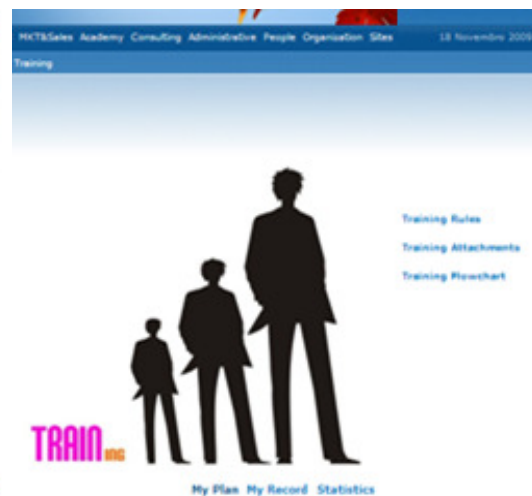 MKT&Sales Academy Consulting Administrative People Organization Sites 18 Novembro 2009
Training
Training Rules
Training Attachments
Training Flowchart
TRAINing
My Plan My Record Statistics